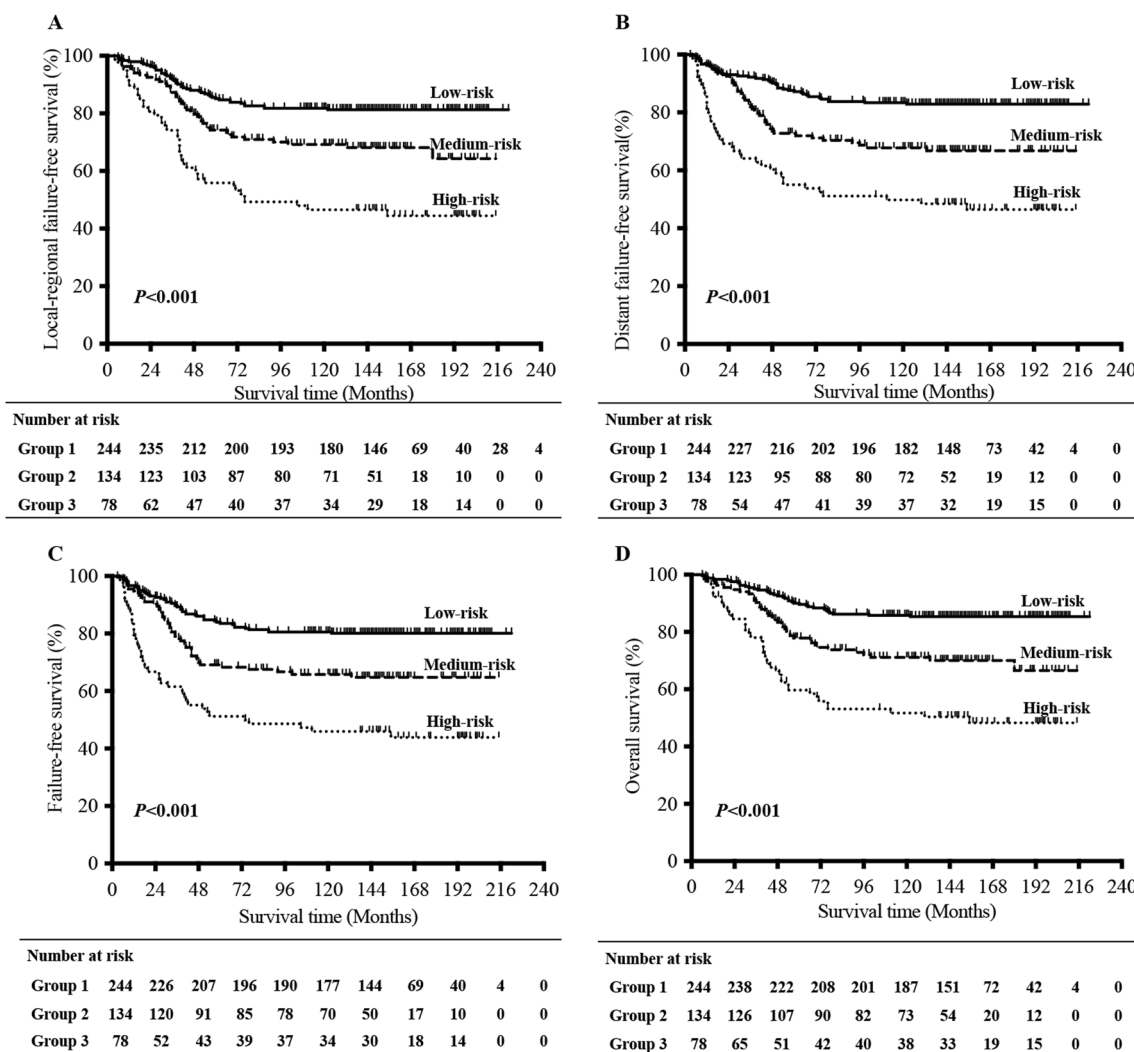 A
Local-regional failure-free survival (%)
100
80
60
40
20
0
Low-risk
Medium-risk
High-risk
P<0.001
0 24 48 72 96 120 144 168 192 216 240
Survival time (Months)
Number at risk
Group 1 244 235 212 200 193 180 146 69 40 28 4
Group 2 134 123 103 87 80 71 51 18 10 0 0
Group 3 78 62 47 40 37 34 29 18 14 0 0
B
Distant failure-free survival(%)
100
80
60
40
20
0
Low-risk
Medium-risk
High-risk
P<0.001
0 24 48 72 96 120 144 168 192 216 240
Survival time (Months)
Number at risk
Group 1 244 227 216 202 196 182 148 73 42 4 0
Group 2 134 123 95 88 80 72 52 19 12 0 0
Group 3 78 54 47 41 39 37 32 19 15 0 0
C
Failure-free survival (%)
100
80
60
40
20
0
Low-risk
Medium-risk
High-risk
P<0.001
0 24 48 72 96 120 144 168 192 216 240
Survival time (Months)
Number at risk
Group 1 244 226 207 196 190 177 144 69 40 4 0
Group 2 134 120 91 85 78 70 50 17 10 0 0
Group 3 78 52 43 39 37 34 30 18 14 0 0
D
Overall survival (%)
100
80
60
40
20
0
Low-risk
Medium-risk
High-risk
P<0.001
0 24 48 72 96 120 144 168 192 216 240
Survival time (Months)
Number at risk
Group 1 244 238 222 208 201 187 151 72 42 4 0
Group 2 134 126 107 90 82 73 54 20 12 0 0
Group 3 78 65 51 42 40 38 33 19 15 0 0